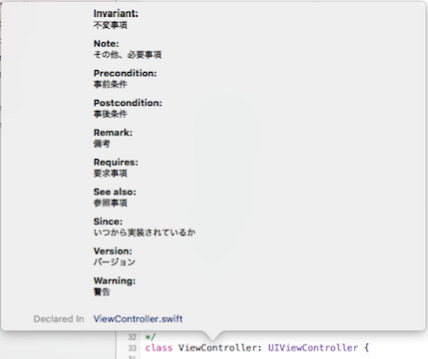 Invariant:
不変事項
Note:
その他、必要事項
Precondition:
事前条件
Postcondition:
事後条件
Remark:
備考
Requires:
要求事項
See also:
参照事項
Since:
いつから実装されているか
Version:
バージョン
Warning:
警告
Declared In ViewController.swift
32 */
33 class ViewController: UIViewController {